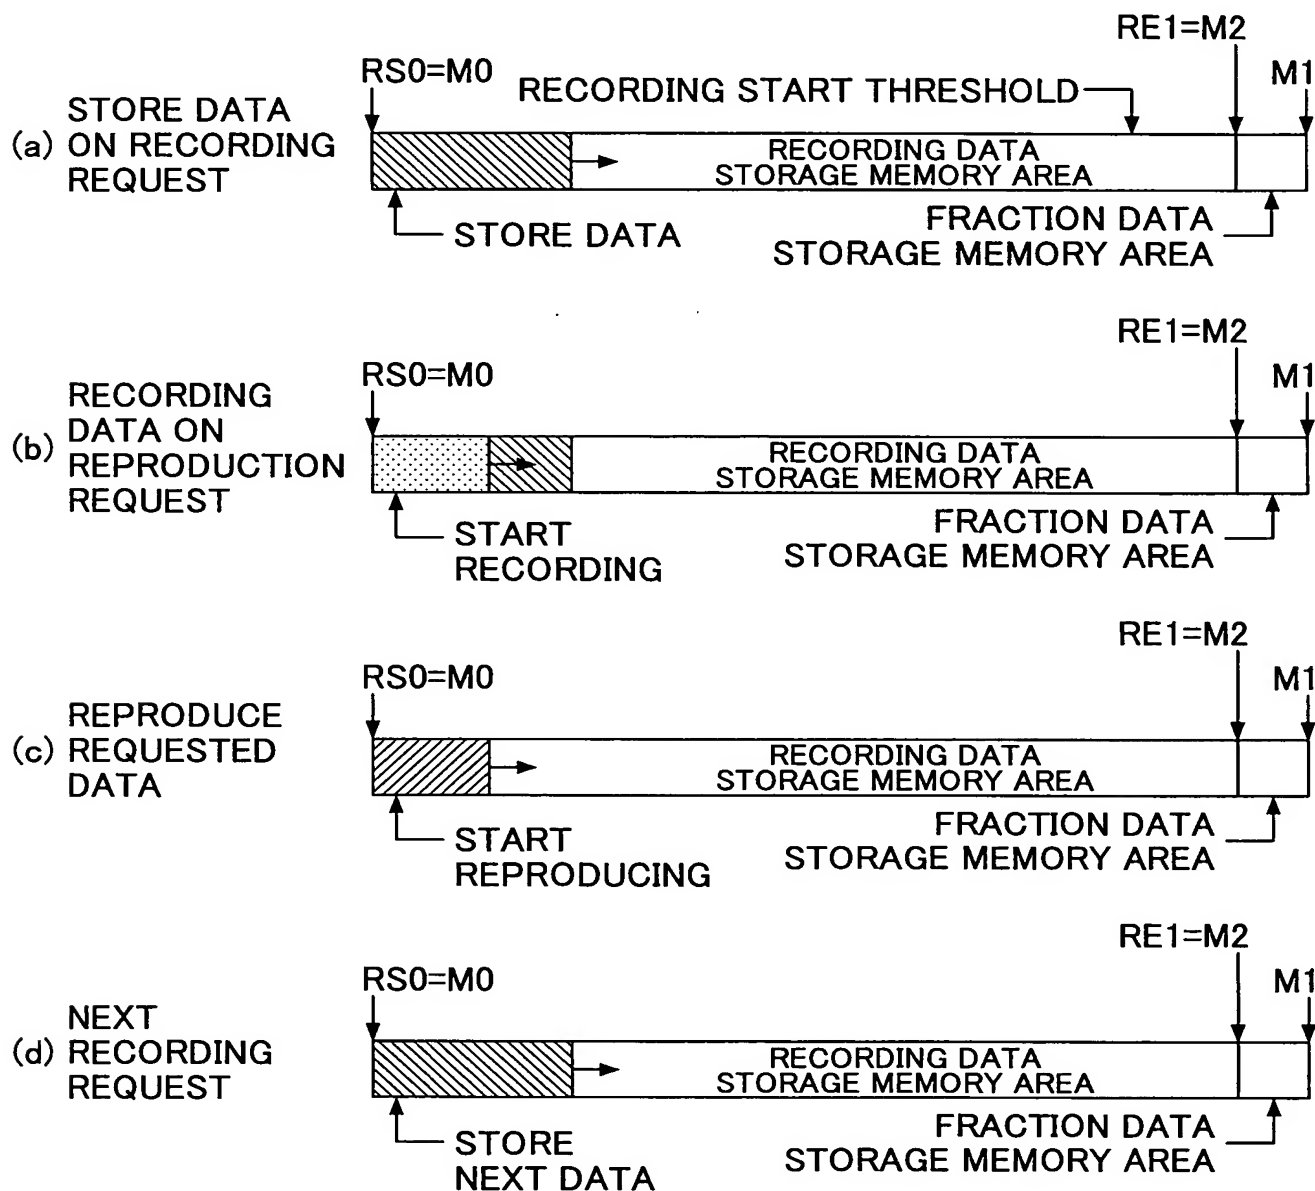 RE1=M2
RS0=M0
M1
RECORDING START THRESHOLD
(a) STORE DATA
ON RECORDING
REQUEST
RECORDING DATA
STORAGE MEMORY AREA
STORE DATA
FRACTION DATA
STORAGE MEMORY AREA
RE1=M2
RS0=M0
M1
(b) RECORDING
DATA ON
REPRODUCTION
REQUEST
RECORDING DATA
STORAGE MEMORY AREA
START
RECORDING
FRACTION DATA
STORAGE MEMORY AREA
RE1=M2
RS0=M0
M1
(c) REPRODUCE
REQUESTED
DATA
RECORDING DATA
STORAGE MEMORY AREA
START
REPRODUCING
FRACTION DATA
STORAGE MEMORY AREA
RE1=M2
RS0=M0
M1
(d) NEXT
RECORDING
REQUEST
RECORDING DATA
STORAGE MEMORY AREA
STORE
NEXT DATA
FRACTION DATA
STORAGE MEMORY AREA